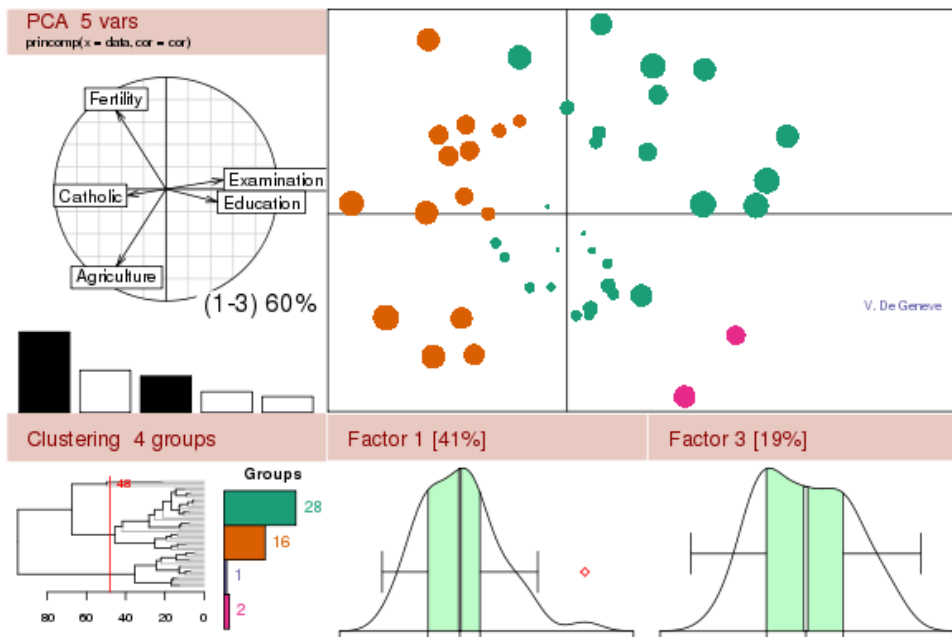 PCA 5 vars
princomp(x = data, cor = cor)
Fertility
Examination
Catholic
Education
Agriculture
(1-3) 60%
V. De Geneve
Clustering 4 groups
Factor 1 [41%]
Factor 3 [19%]
48
Groups
28
16
1
2
80 60 40 20 0